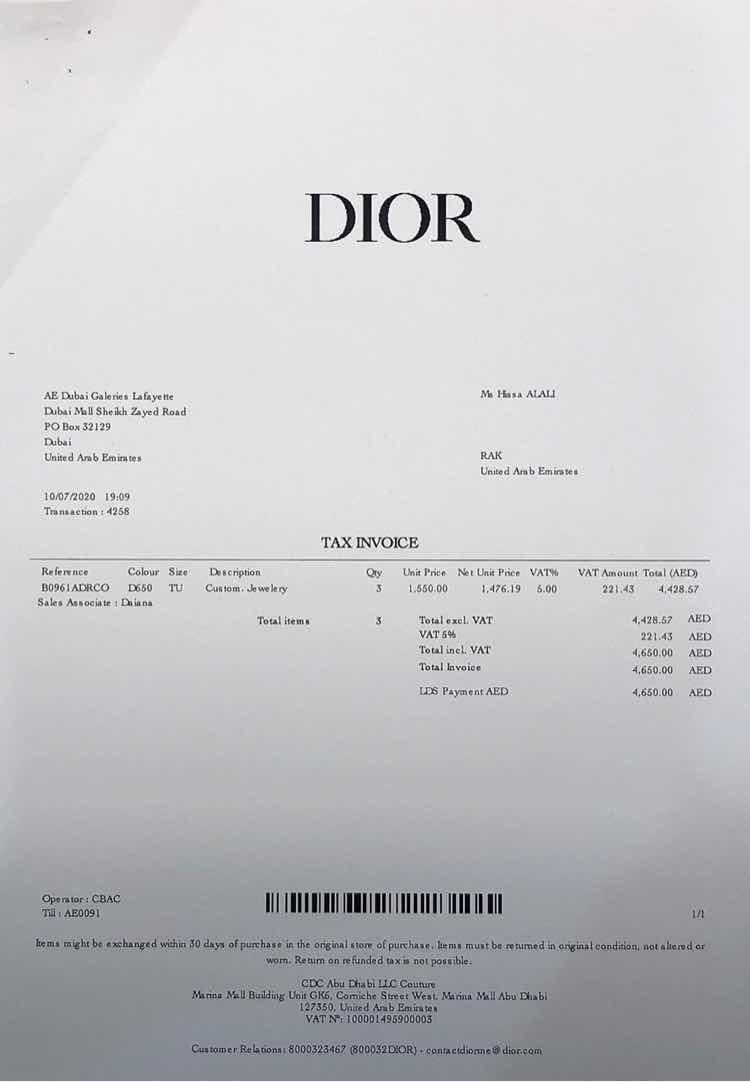 DIOR
AE Dubai Galeries Lafayette
Dubai Mall Sheikh Zayed Road
PO Box 32129
Dubai
United Arab Emirates
Ms Hissa ALALI
RAK
United Arab Emirates
10/07/2020 19:09
Transaction : 4258
TAX INVOICE
Reference Colour Size Description Qty Unit Price Net Unit Price VAT% VAT Amount Total (AED)
B0961ADRCO D650 TU Custom. Jewelery 3 1,550.00 1,476.19 5.00 221.43 4,428.57
Sales Associate : Daiana
Total items 3 Total excl. VAT 4,428.57 AED
VAT 5% 221.43 AED
Total incl. VAT 4,650.00 AED
Total Invoice 4,650.00 AED
LDS Payment AED 4,650.00 AED
Operator : CBAC
Till : AE0091
1/1
Items might be exchanged within 30 days of purchase in the original store of purchase. Items must be returned in original condition, not altered or
worn. Return on refunded tax is not possible.
CDC Abu Dhabi LLC Couture
Marina Mall Building Unit GK6, Corniche Street West, Marina Mall Abu Dhabi
127350, United Arab Emirates
VAT N°: 100001495900003
Customer Relations: 8000323467 (800032DIOR) - contactdiorme@dior.com